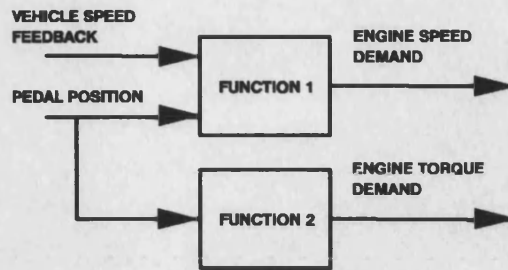 VEHICLE SPEED
FEEDBACK
ENGINE SPEED
DEMAND
FUNCTION 1
PEDAL POSITION
ENGINE TORQUE
DEMAND
FUNCTION 2